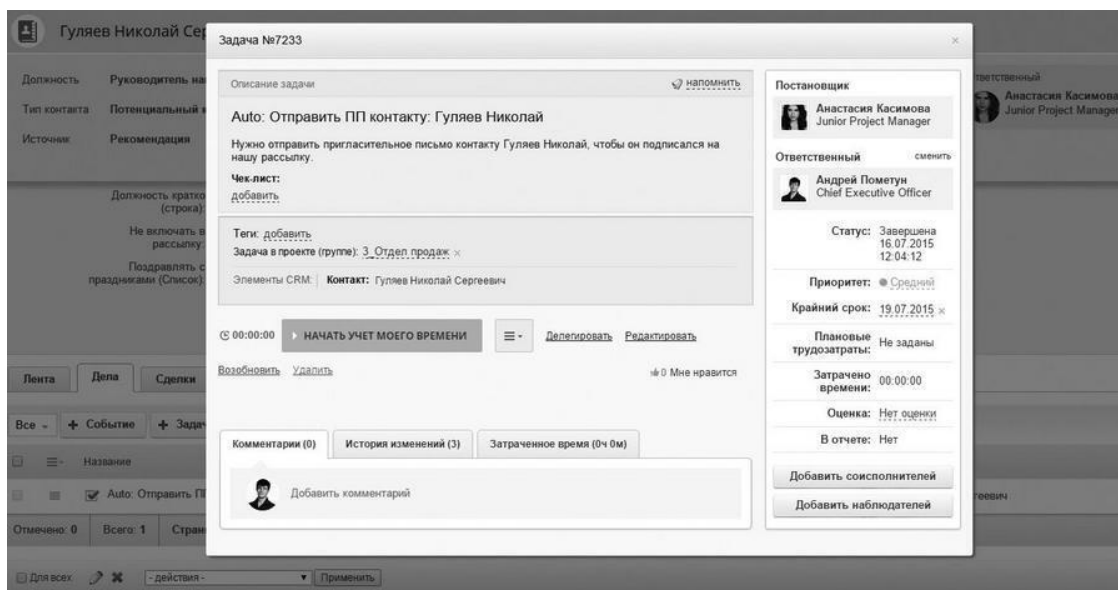 Гуляев Николай Сер
Должность Руководитель на
Тип контакта Потенциальный к
Источник Рекомендация
Должность кратко
(строка):
Не включать в
рассылку:
Поздравлять с
праздниками (Список):
Лента Дела Сделки
Все + Событие + Задач
Название
Auto: Отправить ПП
Отмечено: 0 Всего: 1 Стран
Для всех - действия - Применить
Задача №7233 ×
Описание задачи напомнить
Auto: Отправить ПП контакту: Гуляев Николай
Нужно отправить пригласительное письмо контакту Гуляев Николай, чтобы он подписался на
нашу рассылку.
Чек-лист:
добавить
Теги: добавить
Задача в проекте (группе): 3_Отдел продаж ×
Элементы CRM: Контакт: Гуляев Николай Сергеевич
00:00:00 НАЧАТЬ УЧЕТ МОЕГО ВРЕМЕНИ Делегировать Редактировать
Возобновить Удалить 0 Мне нравится
Комментарии (0) История изменений (3) Затраченное время (0ч 0м)
Добавить комментарий
Постановщик
Анастасия Касимова
Junior Project Manager
Ответственный сменить
Андрей Пометун
Chief Executive Officer
Статус: Завершена
16.07.2015
12:04:12
Приоритет: Средний
Крайний срок: 19.07.2015 ×
Плановые
трудозатраты: Не заданы
Затрачено
времени: 00:00:00
Оценка: Нет оценки
В отчете: Нет
Добавить соисполнителей
Добавить наблюдателей
тветственный
Анастасия Касимова
Junior Project Manager
геевич